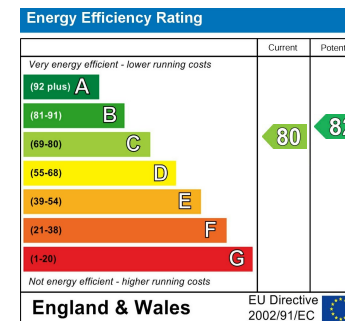 Energy Efficiency Rating
Current
Very energy efficient - lower running costs
(92 plus) A
(81-91) B
(69-80) C
(55-68) D
(39-54) E
(21-38) F
(1-20) G
80
Not energy efficient - higher running costs
England & Wales
EU Directive
2002/91/EC